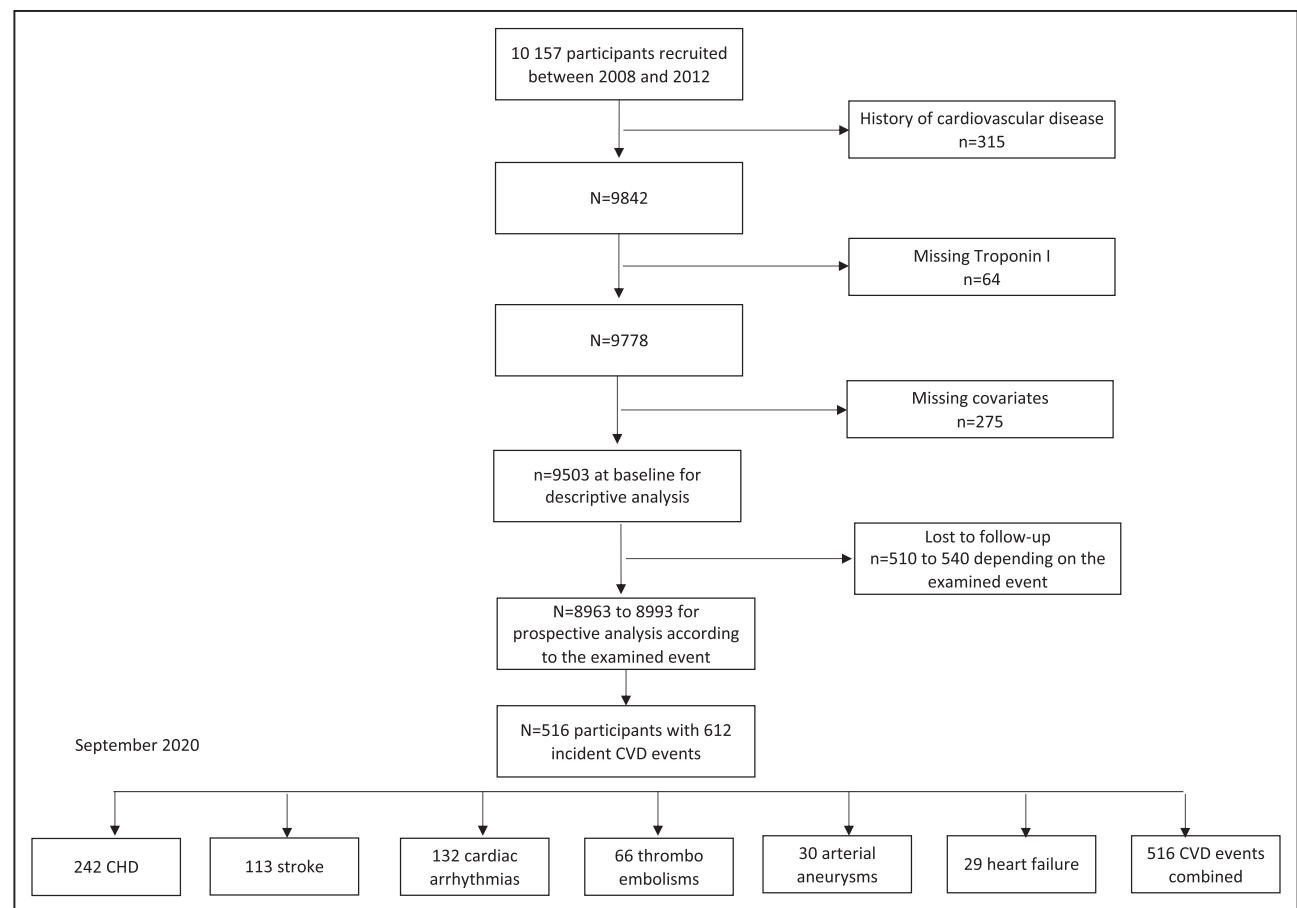 10 157 participants recruited
between 2008 and 2012
History of cardiovascular disease
n=315
N=9842
Missing Troponin I
n=64
N=9778
Missing covariates
n=275
n=9503 at baseline for
descriptive analysis
Lost to follow-up
n=510 to 540 depending on the
examined event
N=8963 to 8993 for
prospective analysis according
to the examined event
N=516 participants with 612
incident CVD events
September 2020
242 CHD
113 stroke
132 cardiac
arrhythmias
66 thrombo
embolisms
30 arterial
aneurysms
29 heart failure
516 CVD events
combined